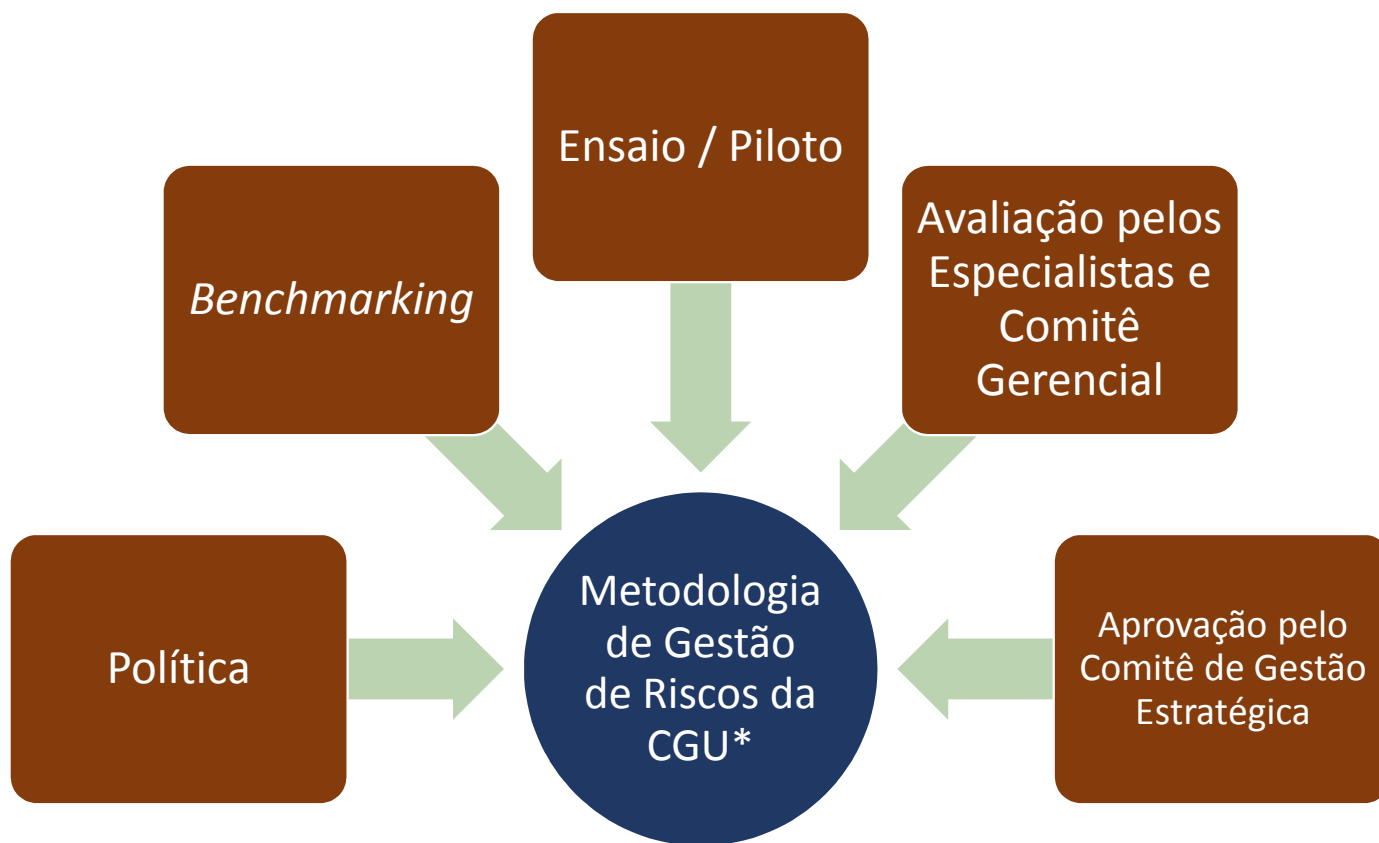 Política
Benchmarking
Ensaio / Piloto
Avaliação pelos
Especialistas e
Comitê
Gerencial
Aprovação pelo
Comitê de Gestão
Estratégica
Metodologia
de Gestão
de Riscos da
CGU*